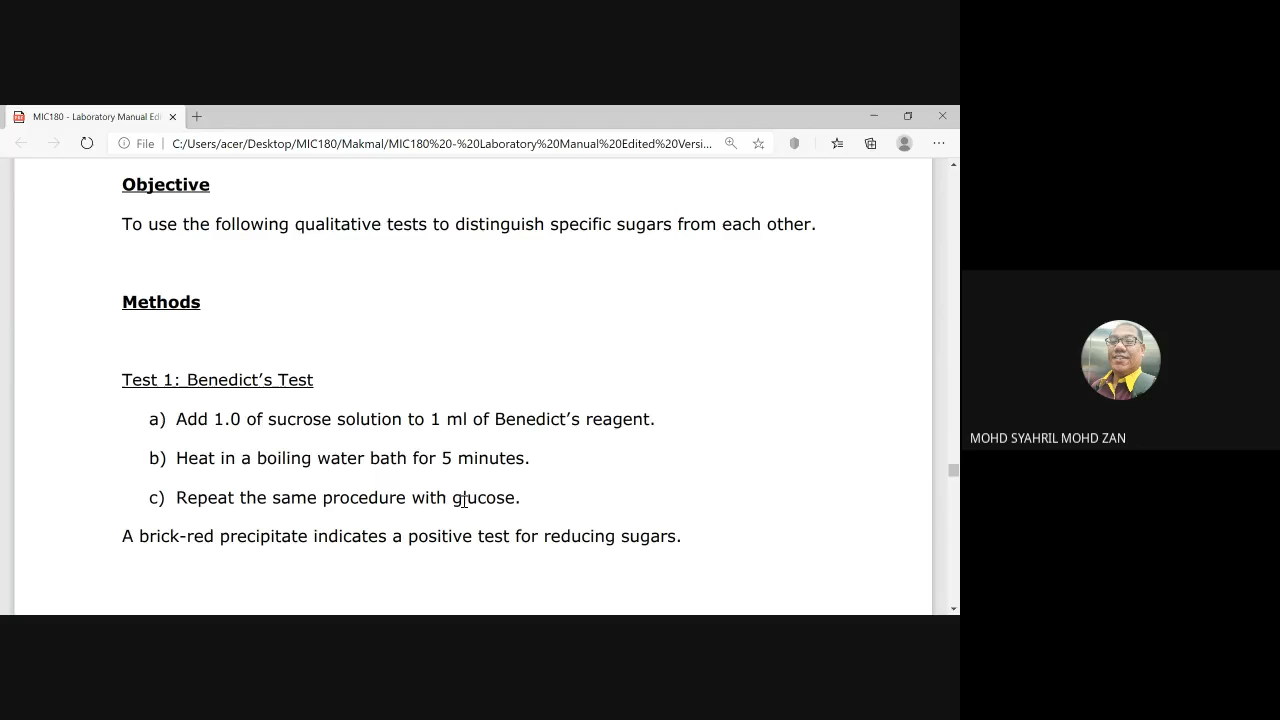 MIC180 - Laboratory Manual Edi
File
C:/Users/acer/Desktop/MIC180/Makmal/MIC180%20-%20Laboratory%20Manual%20Edited%20Versi...
Objective
To use the following qualitative tests to distinguish specific sugars from each other.
Methods
Test 1: Benedict's Test
a) Add 1.0 of sucrose solution to 1 ml of Benedict's reagent.
b) Heat in a boiling water bath for 5 minutes.
c) Repeat the same procedure with glucose.
A brick-red precipitate indicates a positive test for reducing sugars.
MOHD SYAHRIL MOHD ZAN